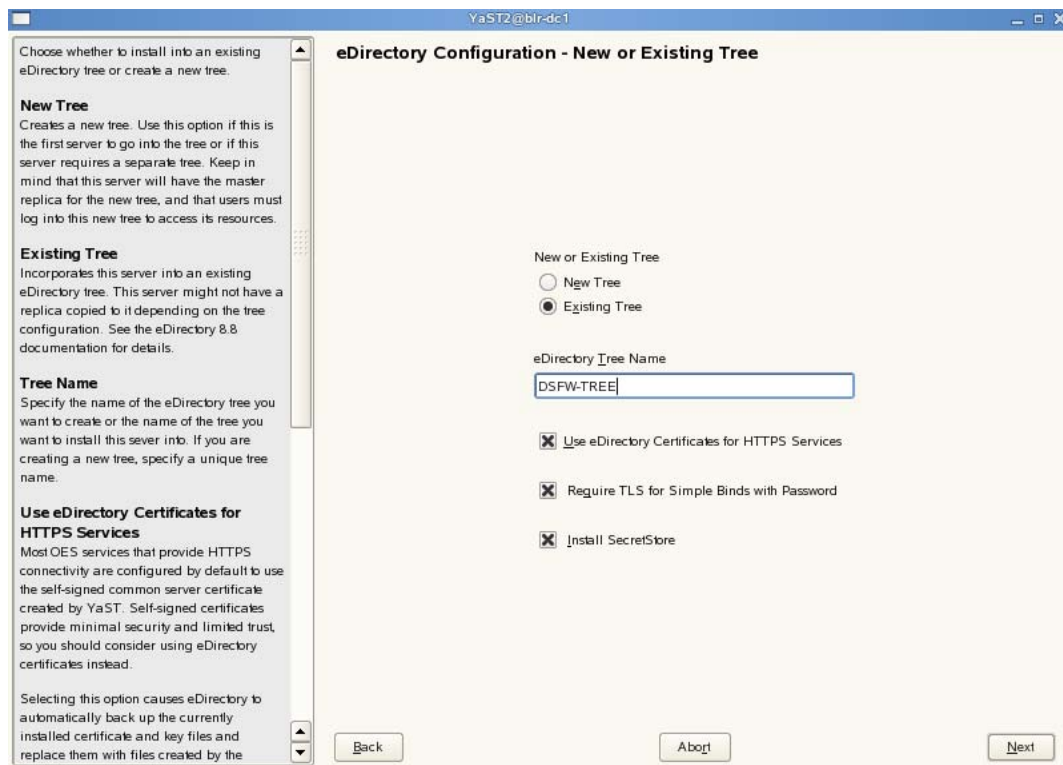 YaST2@blr-dc1
Choose whether to install into an existing
eDirectory tree or create a new tree.
New Tree
Creates a new tree. Use this option if this is
the first server to go into the tree or if this
server requires a separate tree. Keep in
mind that this server will have the master
replica for the new tree, and that users must
log into this new tree to access its resources.
Existing Tree
Incorporates this server into an existing
eDirectory tree. This server might not have a
replica copied to it depending on the tree
configuration. See the eDirectory 8.8
documentation for details.
Tree Name
Specify the name of the eDirectory tree you
want to create or the name of the tree you
want to install this sever into. If you are
creating a new tree, specify a unique tree
name.
Use eDirectory Certificates for
HTTPS Services
Most OES services that provide HTTPS
connectivity are configured by default to use
the self-signed common server certificate
created by YaST. Self-signed certificates
provide minimal security and limited trust,
so you should consider using eDirectory
certificates instead.
Selecting this option causes eDirectory to
automatically back up the currently
installed certificate and key files and
replace them with files created by the
eDirectory Configuration - New or Existing Tree
New or Existing Tree
New Tree
Existing Tree
eDirectory Tree Name
DSFW-TREE
Use eDirectory Certificates for HTTPS Services
Require TLS for Simple Binds with Password
Install SecretStore
Back
Abort
Next